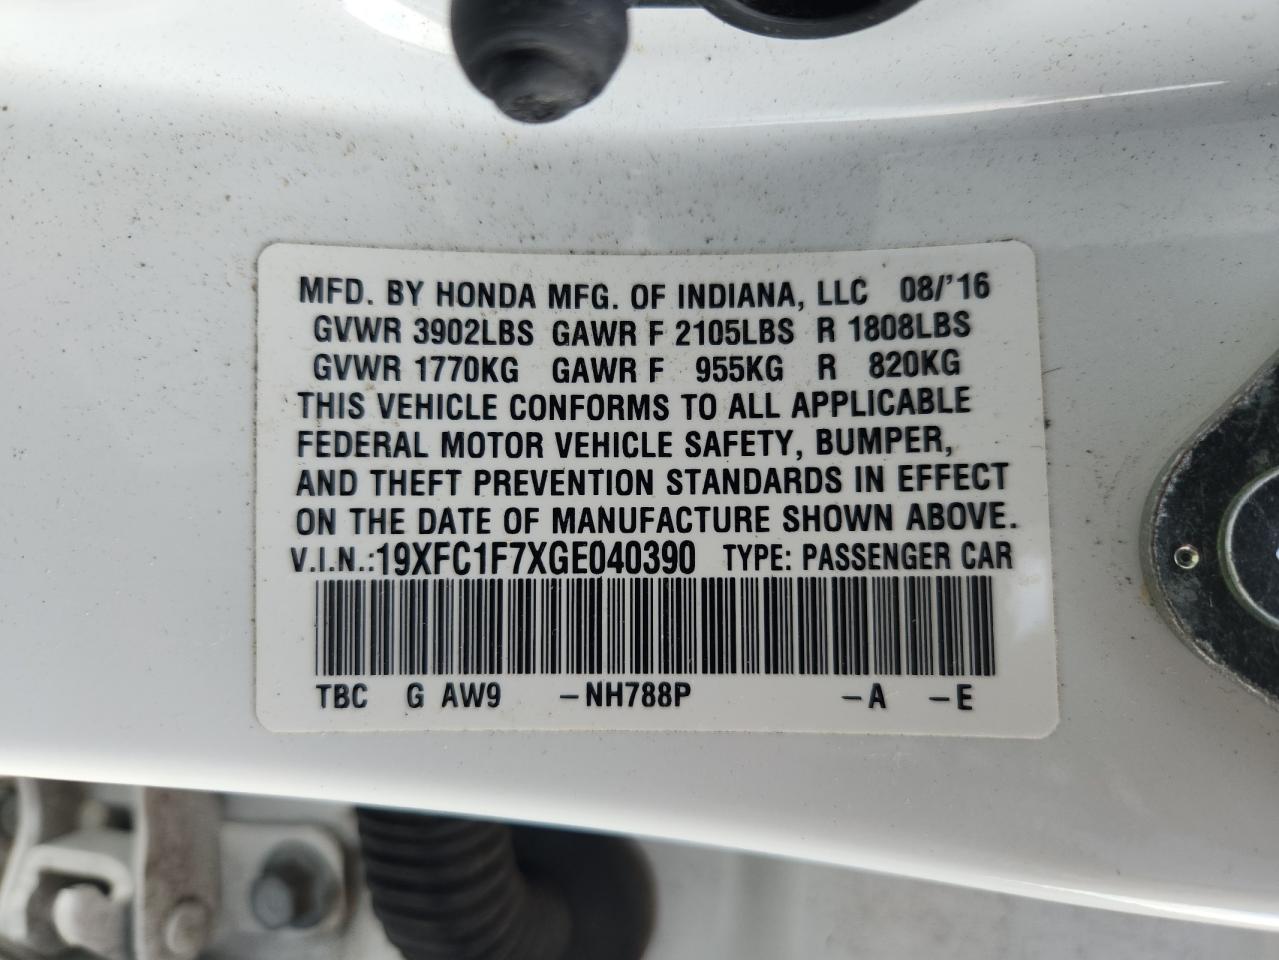 MFD. BY HONDA MFG. OF INDIANA, LLC 08/'16
GVWR 3902LBS GAWR F 2105LBS R 1808LBS
GVWR 1770KG GAWR F 955KG R 820KG
THIS VEHICLE CONFORMS TO ALL APPLICABLE
FEDERAL MOTOR VEHICLE SAFETY, BUMPER,
AND THEFT PREVENTION STANDARDS IN EFFECT
ON THE DATE OF MANUFACTURE SHOWN ABOVE.
V.I.N.:19XFC1F7XGE040390 TYPE: PASSENGER CAR
TBC G AW9 –NH788P –A –E